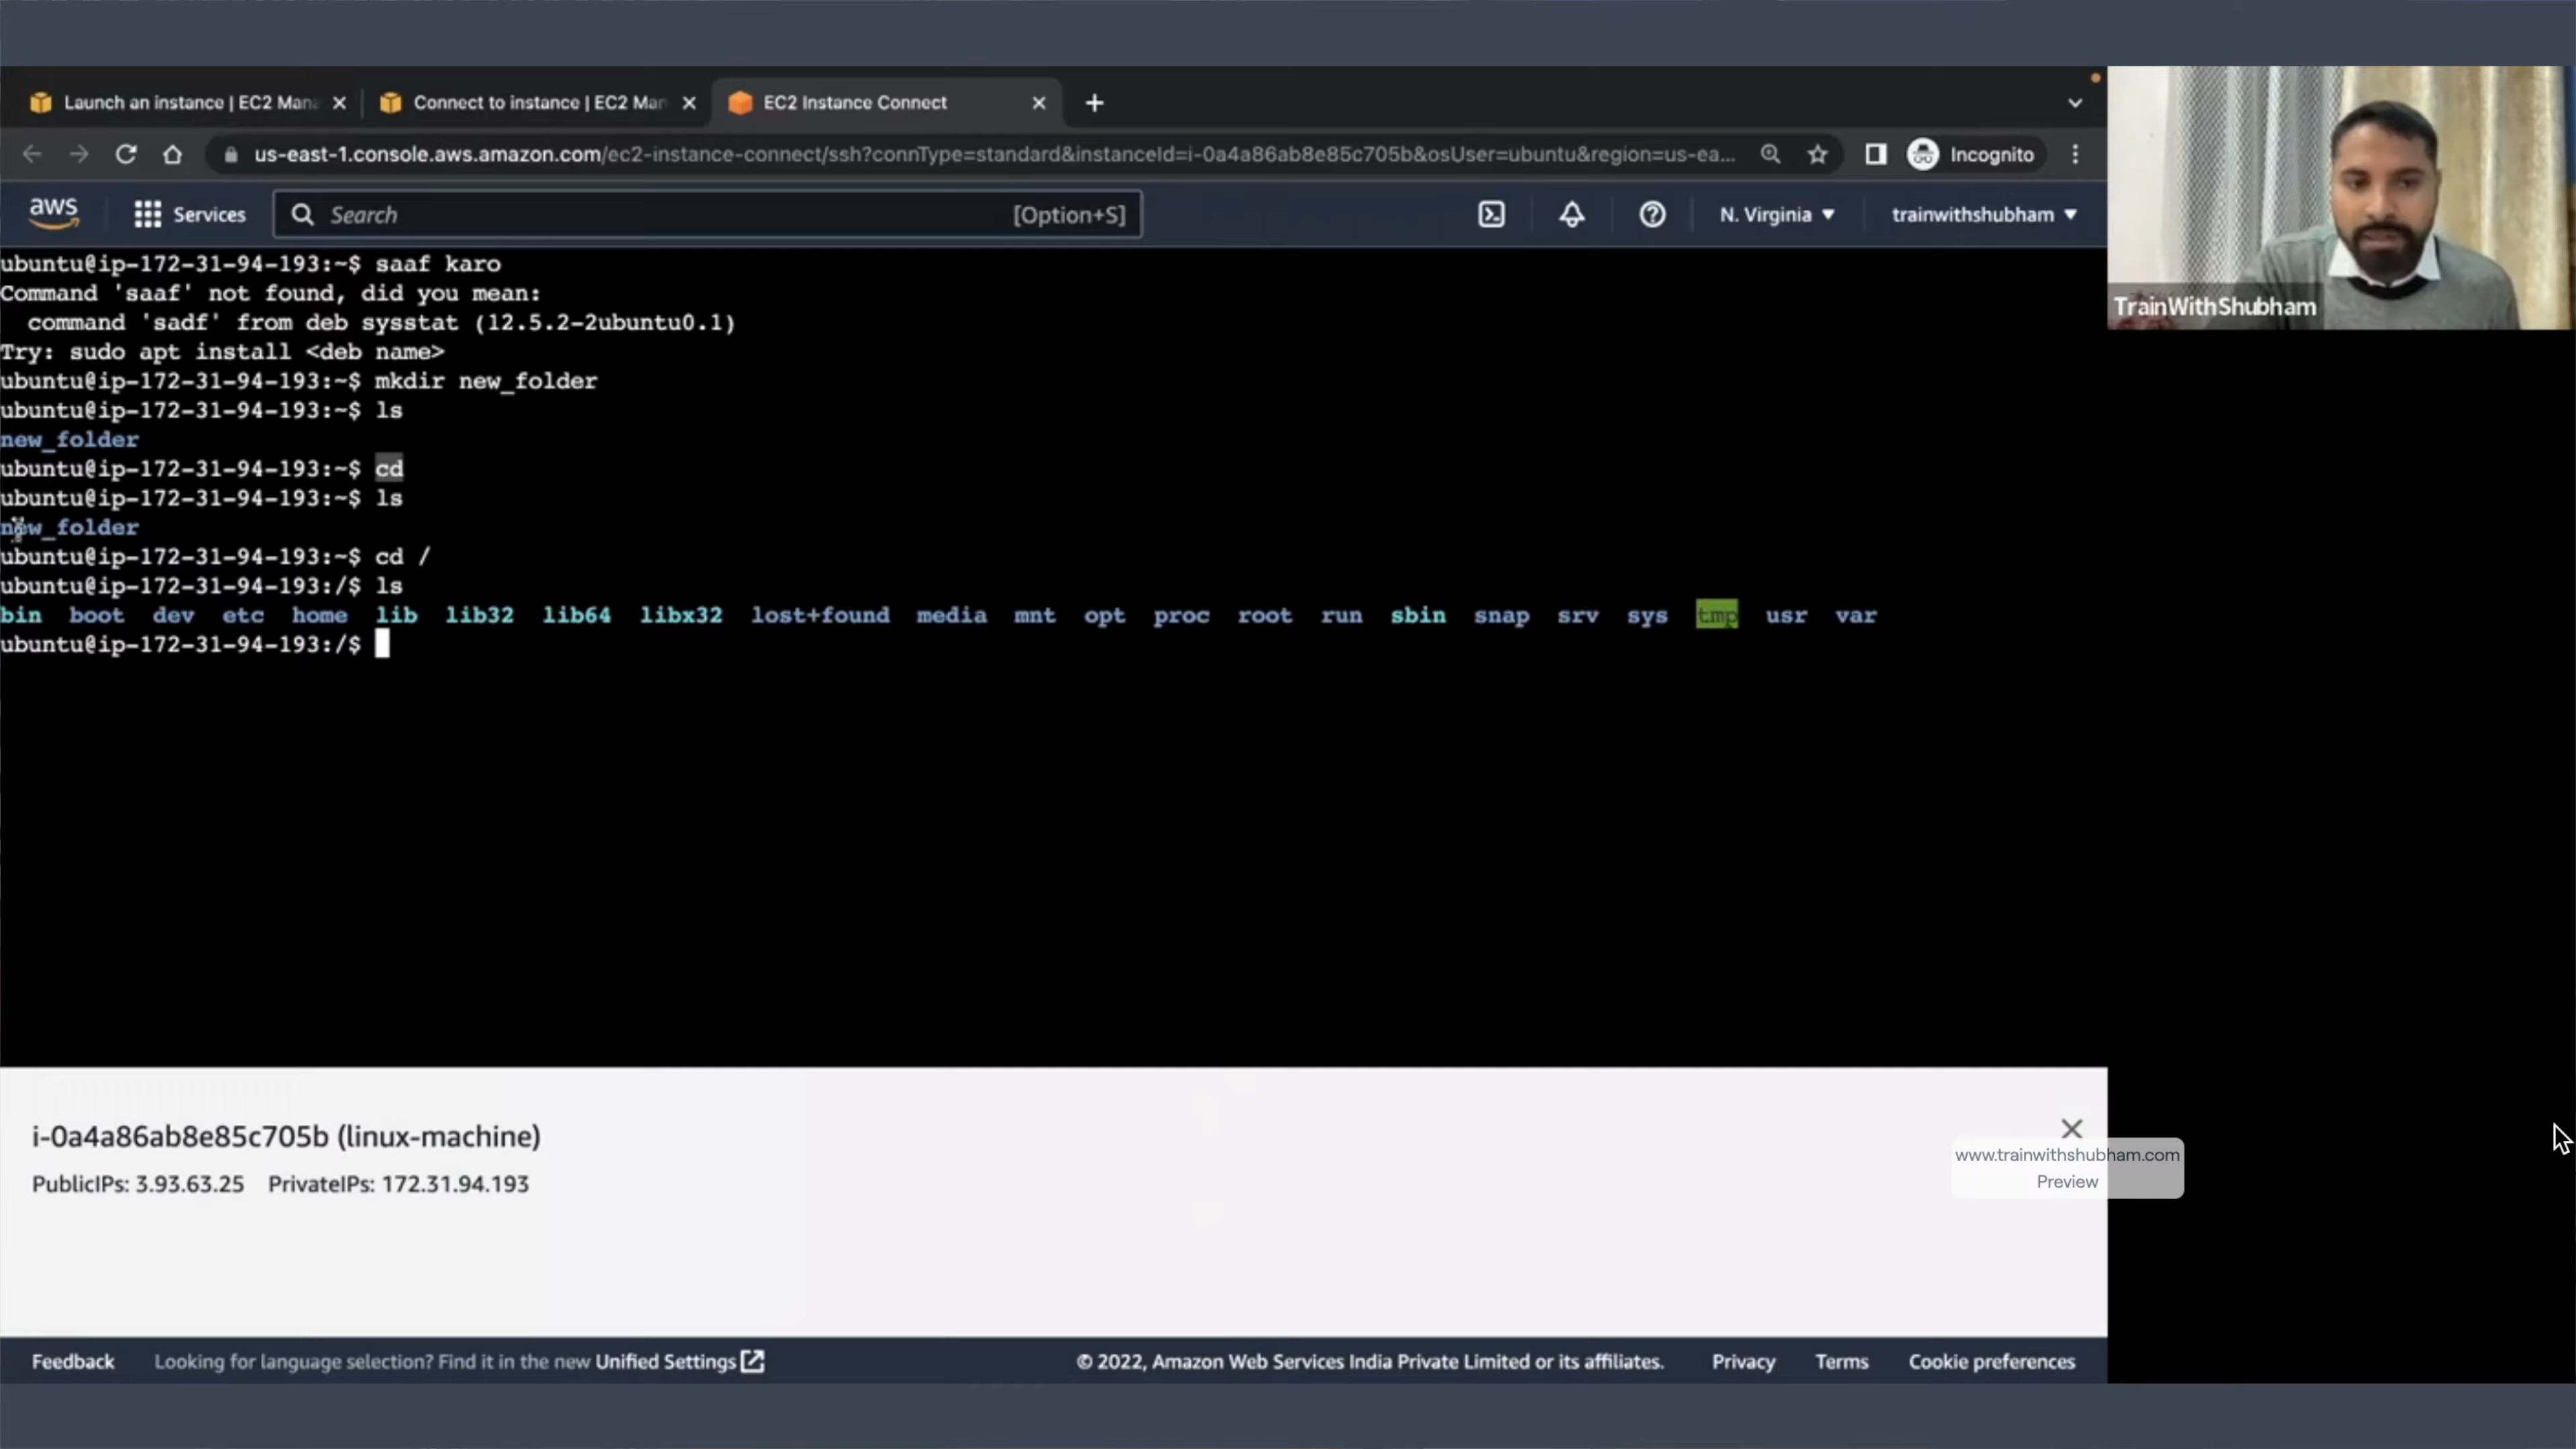 Launch an instance | EC2 Mana
Connect to instance | EC2 Man
EC2 Instance Connect
us-east-1.console.aws.amazon.com/ec2-instance-connect/ssh?connType=standard&instanceId=i-0a4a86ab8e85c705b&osUser=ubuntu&region=us-ea...
Incognito
aws
Services
Search
[Option+S]
N. Virginia
trainwithshubham
TrainWithShubham
ubuntu@ip-172-31-94-193:~$ saaf karo
Command 'saaf' not found, did you mean:
command 'sadf' from deb sysstat (12.5.2-2ubuntu0.1)
Try: sudo apt install <deb name>
ubuntu@ip-172-31-94-193:~$ mkdir new_folder
ubuntu@ip-172-31-94-193:~$ ls
new_folder
ubuntu@ip-172-31-94-193:~$ cd
ubuntu@ip-172-31-94-193:~$ ls
new_folder
ubuntu@ip-172-31-94-193:~$ cd /
ubuntu@ip-172-31-94-193:/$ ls
bin boot dev etc home lib lib32 lib64 libx32 lost+found media mnt opt proc root run sbin snap srv sys tmp usr var
ubuntu@ip-172-31-94-193:/$
i-0a4a86ab8e85c705b (linux-machine)
PublicIPs: 3.93.63.25 PrivateIPs: 172.31.94.193
www.trainwithshubham.com
Preview
Feedback
Looking for language selection? Find it in the new Unified Settings
© 2022, Amazon Web Services India Private Limited or its affiliates.
Privacy
Terms
Cookie preferences